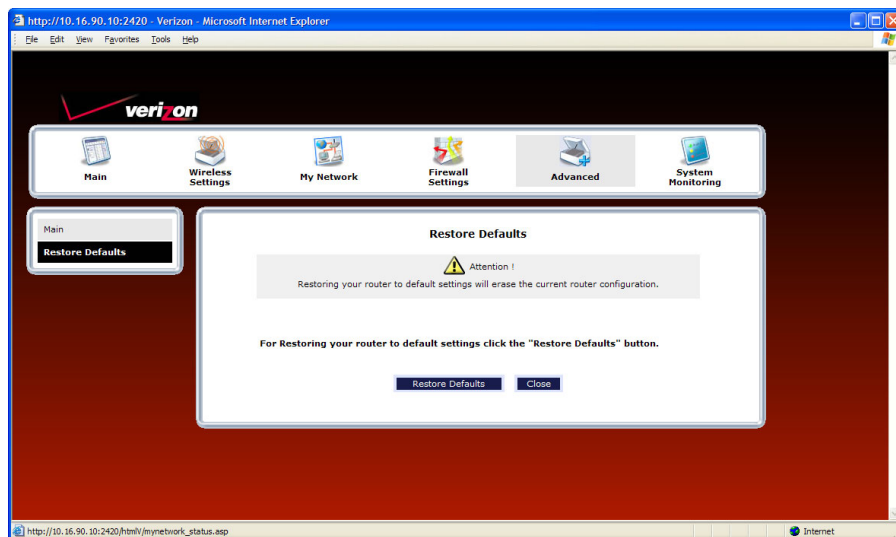 http://10.16.90.10:2420 - Verizon - Microsoft Internet Explorer
File Edit View Favorites Tools Help
verizon
Main
Wireless Settings
My Network
Firewall Settings
Advanced
System Monitoring
Main
Restore Defaults
Restore Defaults
Attention !
Restoring your router to default settings will erase the current router configuration.
For Restoring your router to default settings click the "Restore Defaults" button.
Restore Defaults Close
http://10.16.90.10:2420/htmlV/mynetwork_status.asp Internet